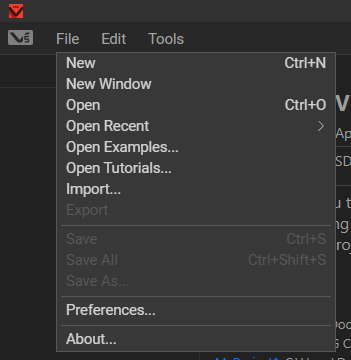 File Edit Tools
New Ctrl+N
New Window
Open Ctrl+O
Open Recent
Open Examples...
Open Tutorials...
Import...
Export
Save Ctrl+S
Save All Ctrl+Shift+S
Save As...
Preferences...
About...